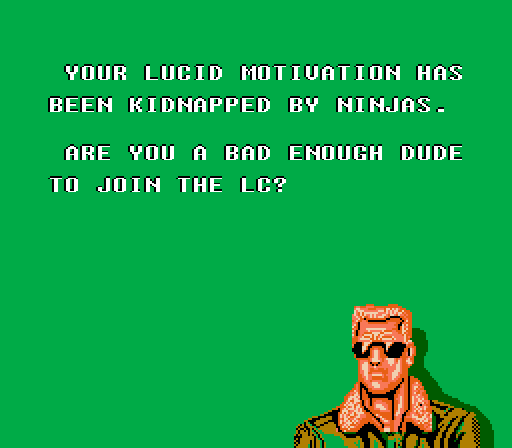 YOUR LUCID MOTIVATION HAS
BEEN KIDNAPPED BY NINJAS.
ARE YOU A BAD ENOUGH DUDE
TO JOIN THE LC?